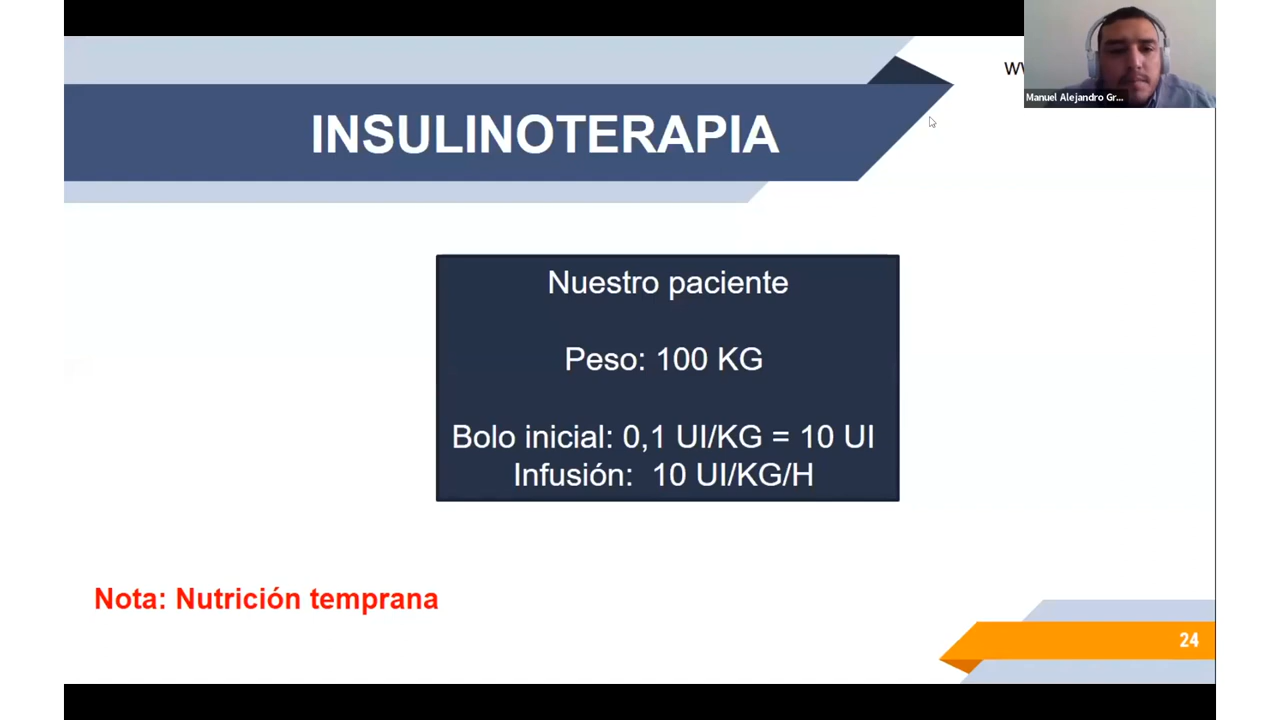 INSULINOTERAPIA
Manuel Alejandro Gr...
Nuestro paciente
Peso: 100 KG
Bolo inicial: 0,1 UI/KG = 10 UI
Infusión: 10 UI/KG/H
Nota: Nutrición temprana
24